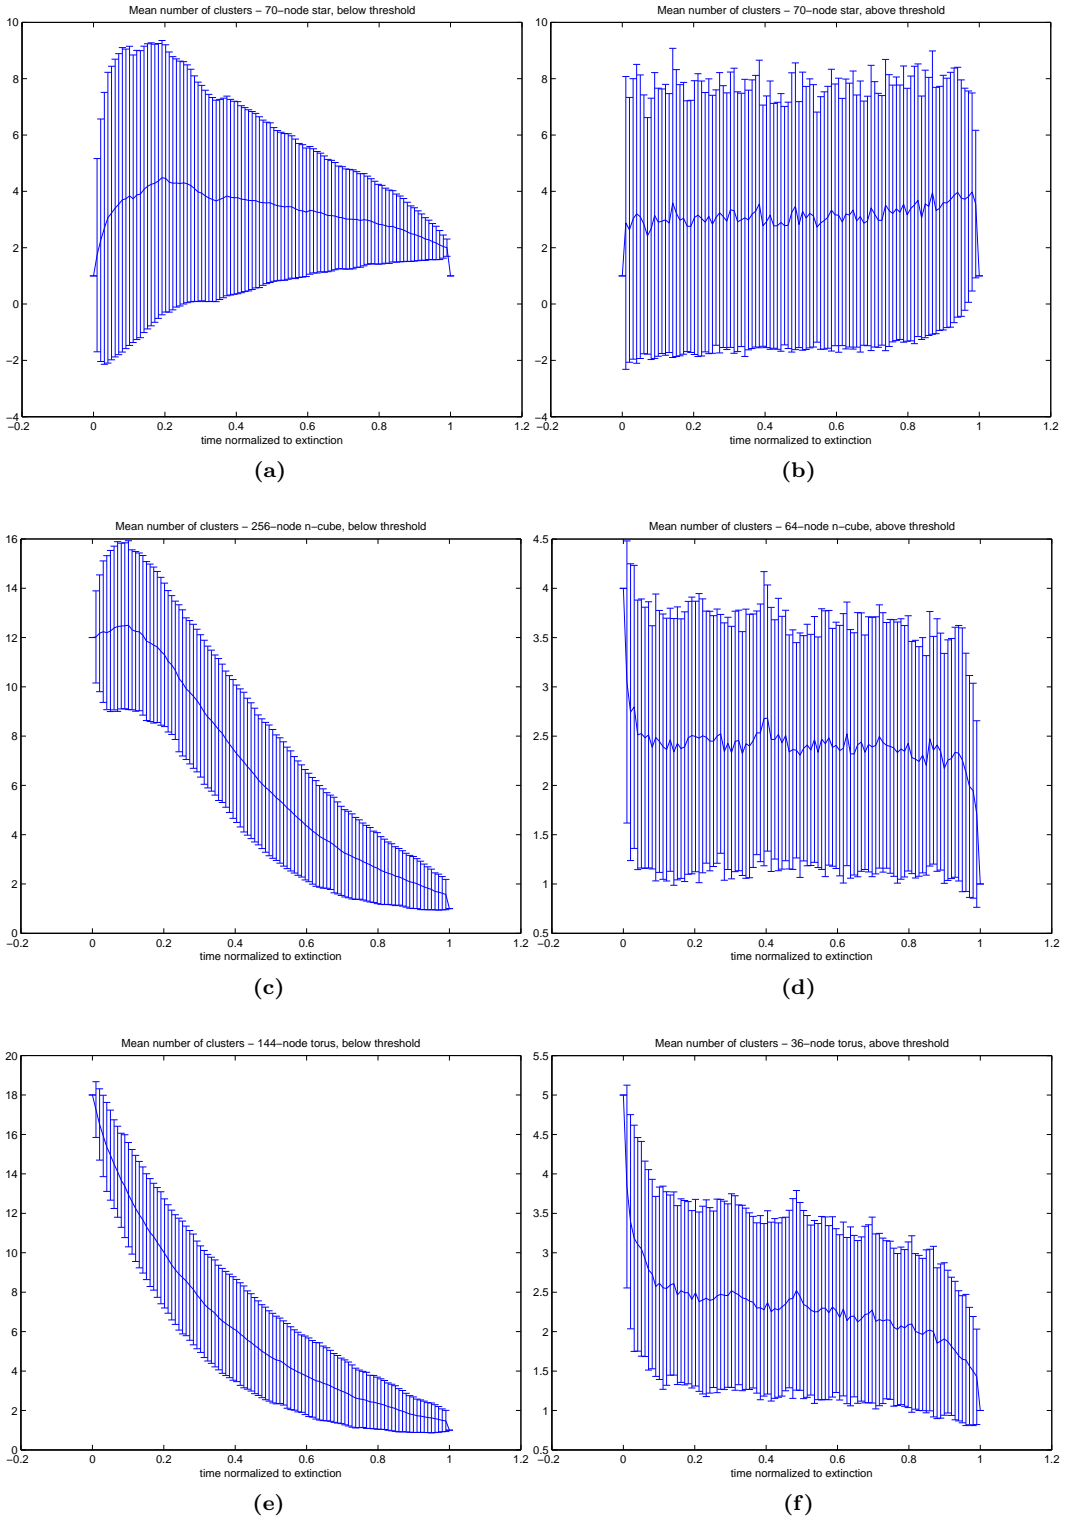 Mean number of clusters − 70−node star, below threshold
10
8
6
4
2
0
−2
−4
−0.2 0 0.2 0.4 0.6 0.8 1 1.2
time normalized to extinction
(a)
Mean number of clusters − 70−node star, above threshold
10
8
6
4
2
0
−2
−4
−0.2 0 0.2 0.4 0.6 0.8 1 1.2
time normalized to extinction
(b)
Mean number of clusters − 256−node n−cube, below threshold
16
14
12
10
8
6
4
2
0
−0.2 0 0.2 0.4 0.6 0.8 1 1.2
time normalized to extinction
(c)
Mean number of clusters − 64−node n−cube, above threshold
4.5
4
3.5
3
2.5
2
1.5
1
0.5
−0.2 0 0.2 0.4 0.6 0.8 1 1.2
time normalized to extinction
(d)
Mean number of clusters − 144−node torus, below threshold
20
18
16
14
12
10
8
6
4
2
0
−0.2 0 0.2 0.4 0.6 0.8 1 1.2
time normalized to extinction
(e)
Mean number of clusters − 36−node torus, above threshold
5.5
5
4.5
4
3.5
3
2.5
2
1.5
1
0.5
−0.2 0 0.2 0.4 0.6 0.8 1 1.2
time normalized to extinction
(f)